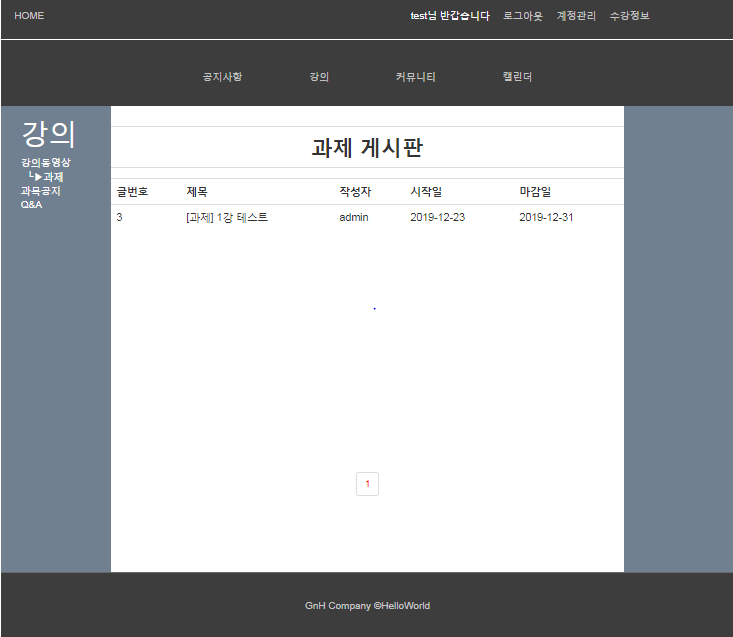 HOME test님 반갑습니다 로그아웃 계정관리 수강정보
공지사항 강의 커뮤니티 캘린더
강의
강의동영상
└▶과제
과목공지
Q&A
과제 게시판
글번호 제목 작성자 시작일 마감일
3 [과제] 1강 테스트 admin 2019-12-23 2019-12-31
1
GnH Company ©HelloWorld